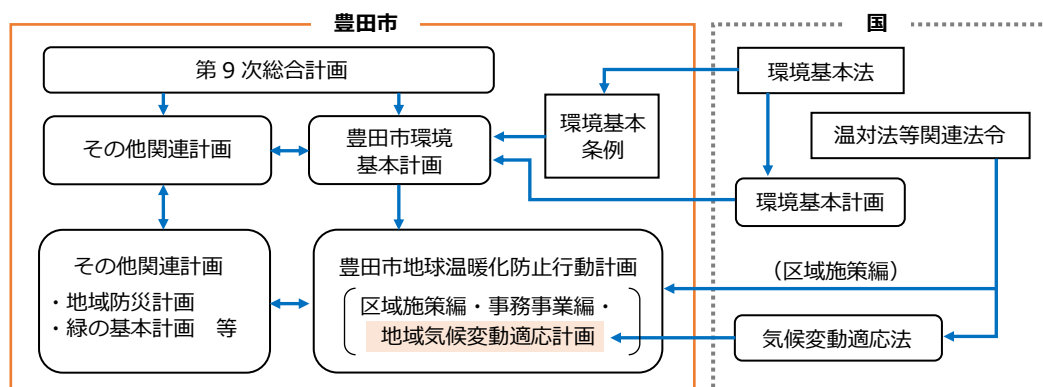 豊田市
国
第9次総合計画
環境基本法
環境基本
条例
その他関連計画
豊田市環境
基本計画
温対法等関連法令
環境基本計画
その他関連計画
・地域防災計画
・緑の基本計画 等
豊田市地球温暖化防止行動計画
区域施策編・事務事業編・
地域気候変動適応計画
（区域施策編）
気候変動適応法